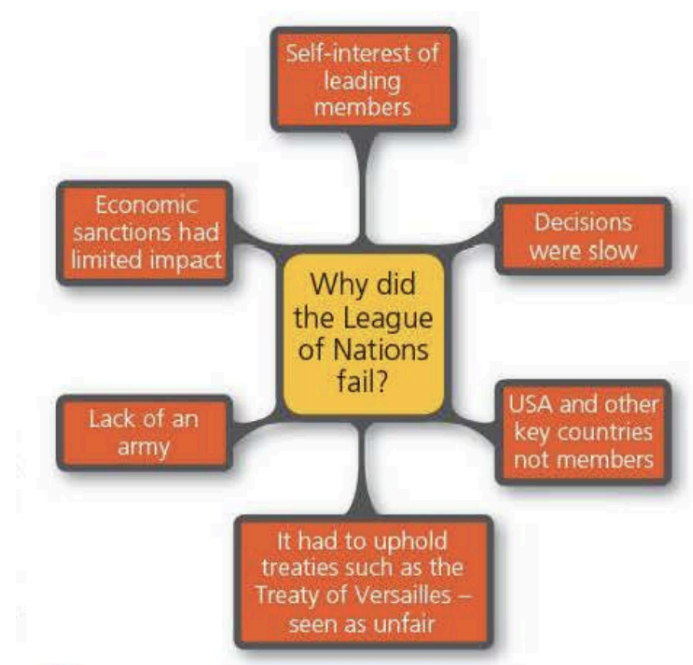 Self-interest of
leading
members
Economic
sanctions had
limited impact
Decisions
were slow
Why did
the League
of Nations
fail?
Lack of an
army
USA and other
key countries
not members
It had to uphold
treaties such as the
Treaty of Versailles –
seen as unfair